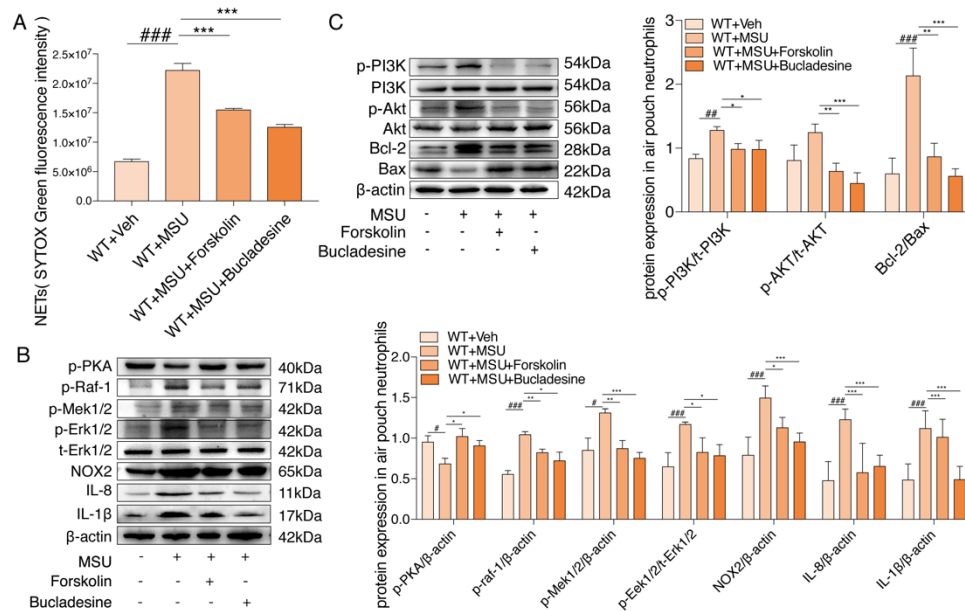 A
NETs( SYTOX Green fluorescence intensity)
2.5×10⁷
2.0×10⁷
1.5×10⁷
1.0×10⁷
5.0×10⁶
0.0
###
***
***
WT+Veh
WT+MSU
WT+MSU+Forskolin
WT+MSU+Bucladesine
C
p-PI3K 54kDa
PI3K 54kDa
p-Akt 56kDa
Akt 56kDa
Bcl-2 28kDa
Bax 22kDa
β-actin 42kDa
MSU - + + +
Forskolin +
Bucladesine - +
protein expression in air pouch neutrophils
3
2
1
0
WT+Veh
WT+MSU
WT+MSU+Forskolin
WT+MSU+Bucladesine
##
*
*
**
***
###
**
***
p-PI3K/t-PI3K
p-AKT/t-AKT
Bcl-2/Bax
B
p-PKA 40kDa
p-Raf-1 71kDa
p-Mek1/2 42kDa
p-Erk1/2 42kDa
t-Erk1/2 42kDa
NOX2 65kDa
IL-8 11kDa
IL-1β 17kDa
β-actin 42kDa
MSU - + + +
Forskolin - +
Bucladesine - +
protein expression in air pouch neutrophils
2.0
1.5
1.0
0.5
0.0
WT+Veh
WT+MSU
WT+MSU+Forskolin
WT+MSU+Bucladesine
#
*
*
###
**
*
#
**
***
###
*
*
###
*
***
###
***
***
###
***
***
p-PKA/β-actin
p-raf-1/β-actin
p-Mek1/2/β-actin
p-Eek1/2/t-Erk1/2
NOX2/β-actin
IL-8/β-actin
IL-1β/β-actin